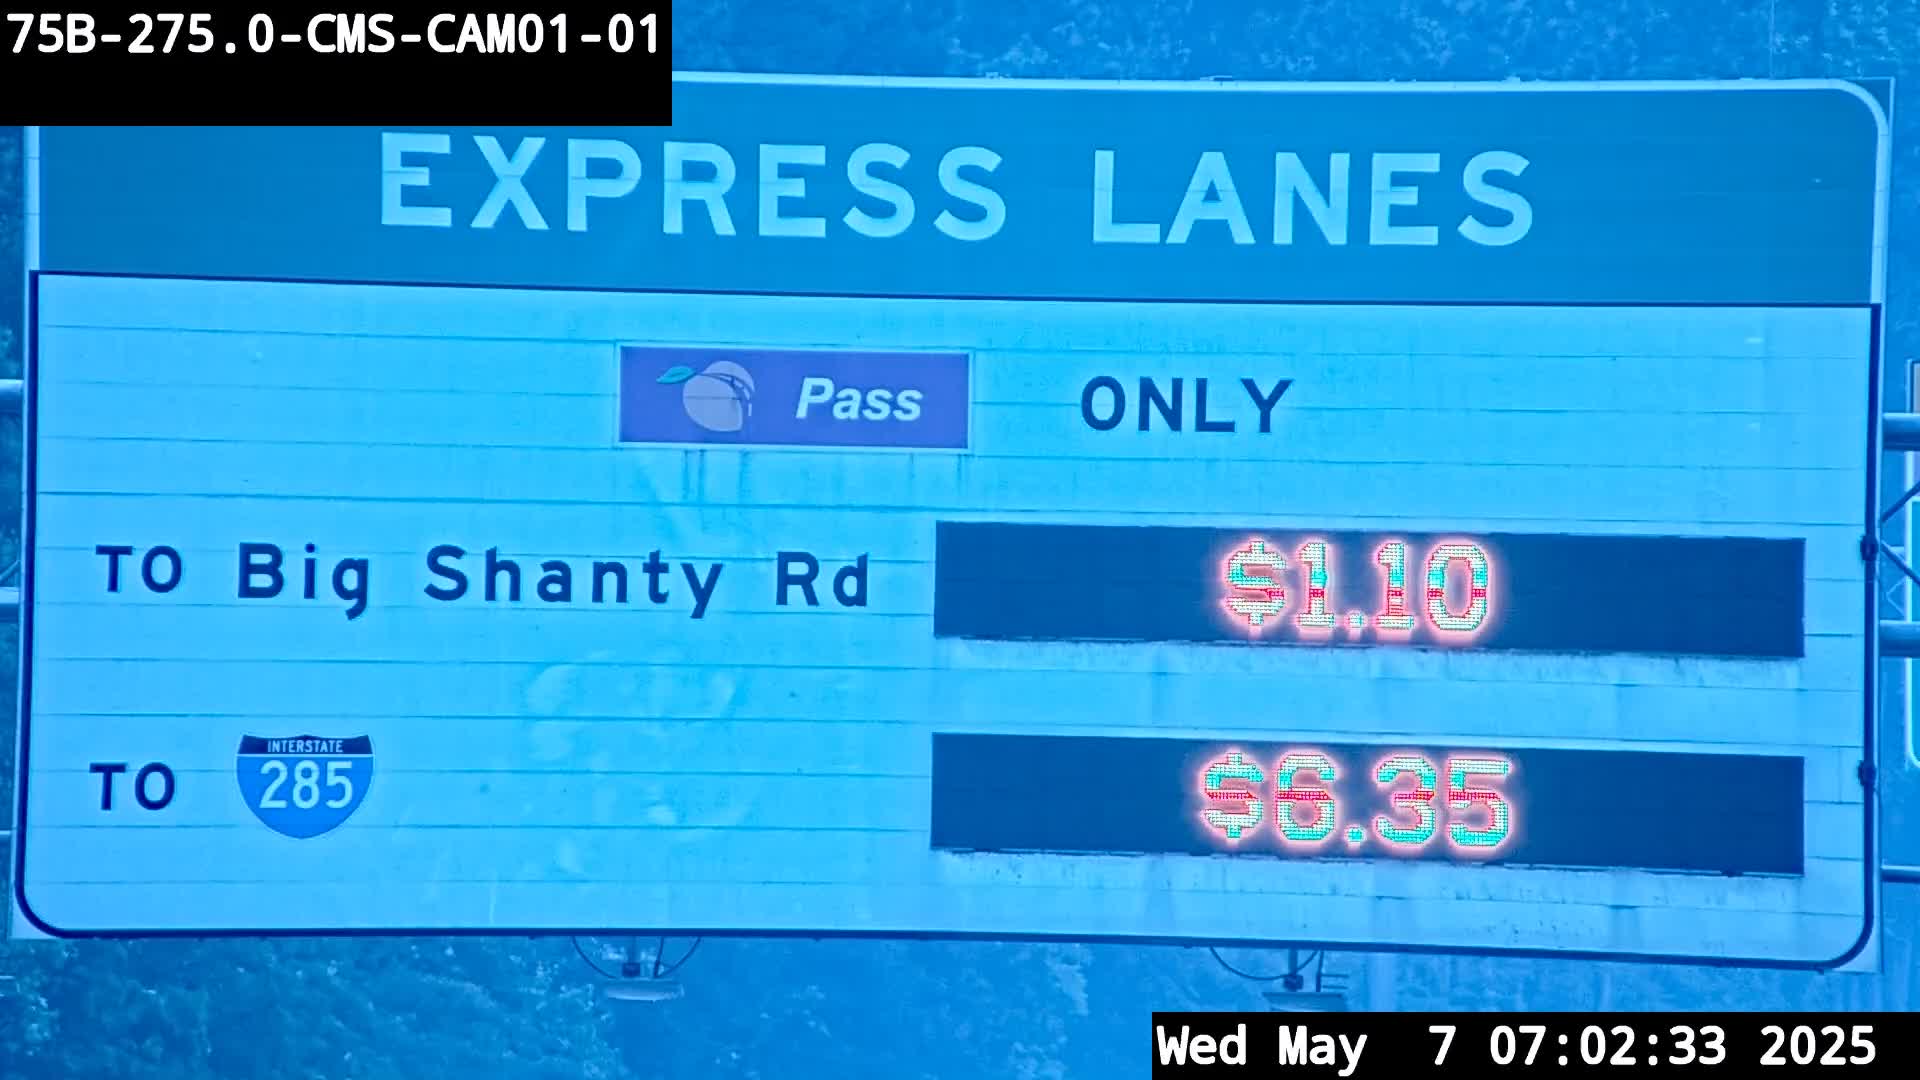 75B-275.0-CMS-CAM01-01
EXPRESS LANES
Pass ONLY
TO Big Shanty Rd $1.10
INTERSTATE
TO 285 $6.35
Wed May 7 07:02:33 2025